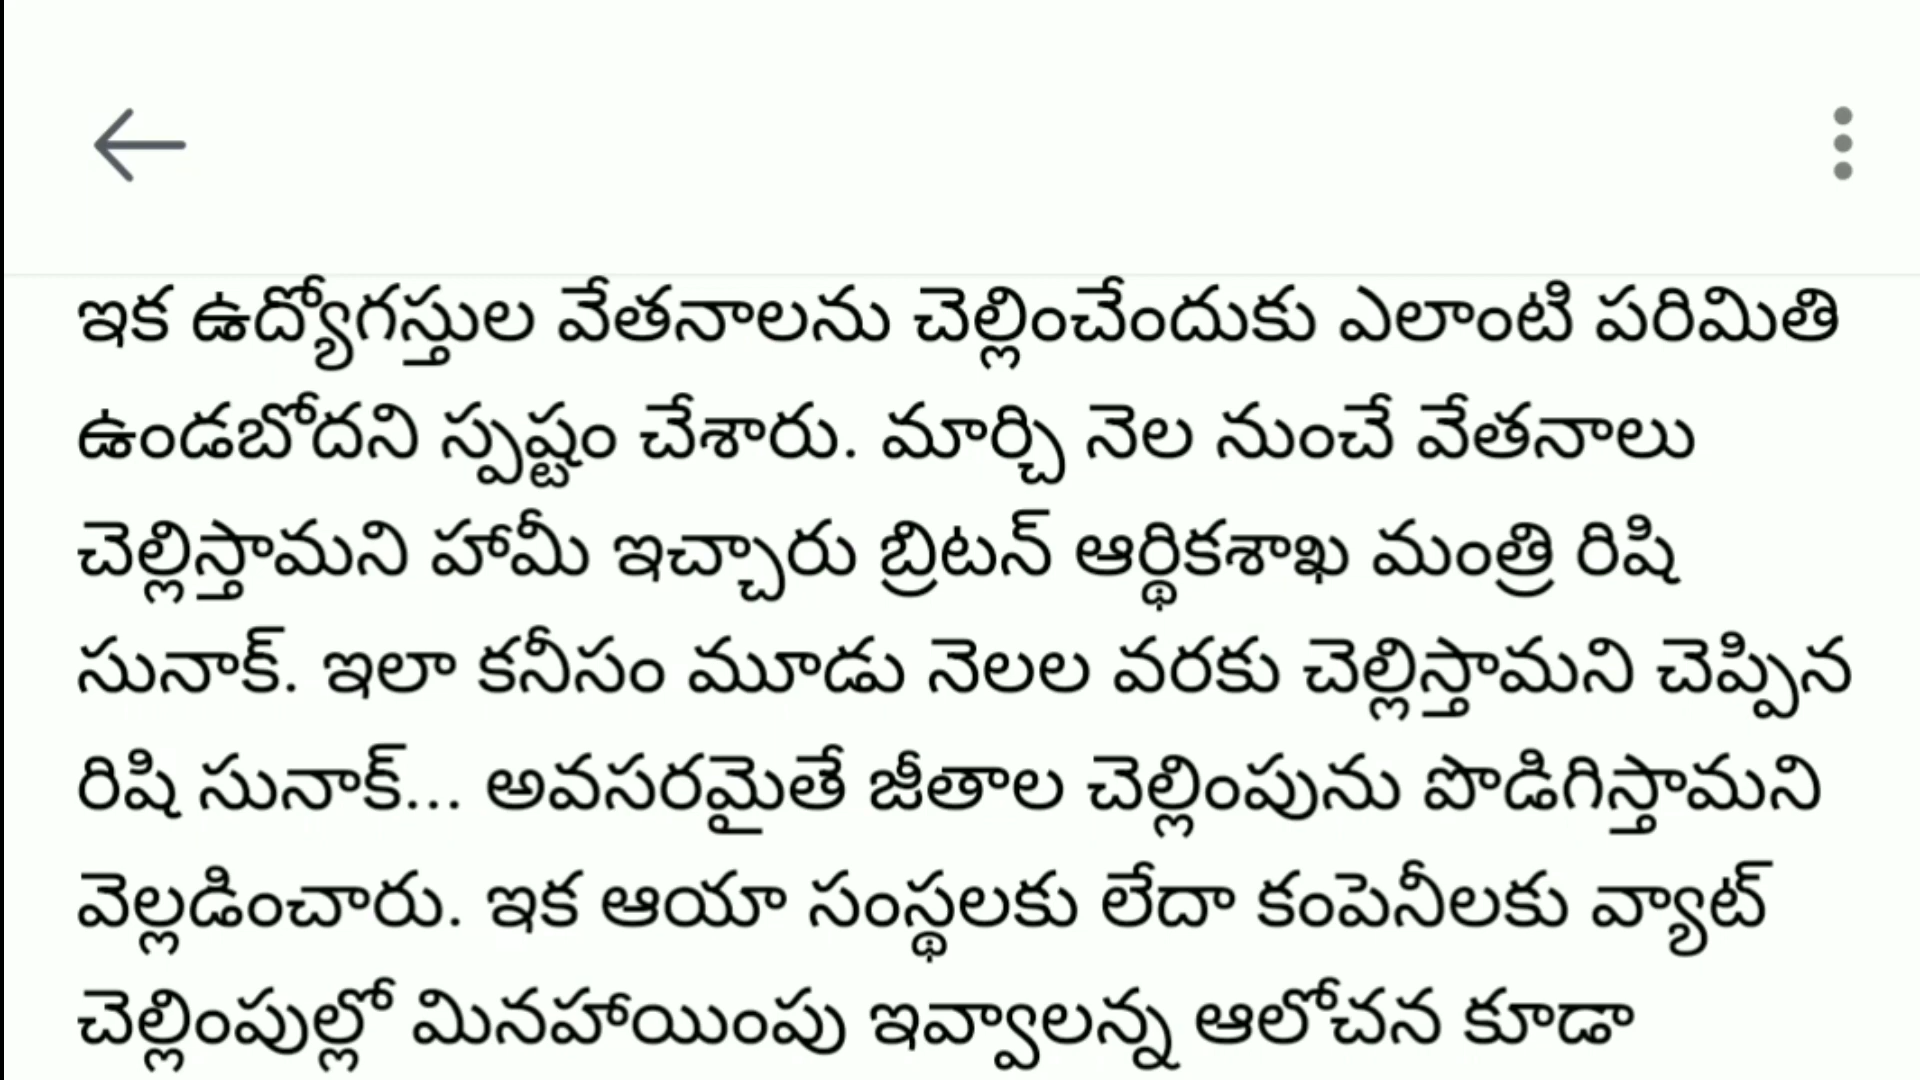 ఇక ఉద్యోగస్తుల వేతనాలను చెల్లించేందుకు ఎలాంటి పరిమితి
ఉండబోదని స్పష్టం చేశారు. మార్చి నెల నుంచే వేతనాలు
చెల్లిస్తామని హామీ ఇచ్చారు బ్రిటన్ ఆర్థికశాఖ మంత్రి రిషి
సునాక్. ఇలా కనీసం మూడు నెలల వరకు చెల్లిస్తామని చెప్పిన
రిషి సునాక్... అవసరమైతే జీతాల చెల్లింపును పొడిగిస్తామని
వెల్లడించారు. ఇక ఆయా సంస్థలకు లేదా కంపెనీలకు వ్యాట్
చెల్లింపుల్లో మినహాయింపు ఇవ్వాలన్న ఆలోచన కూడా